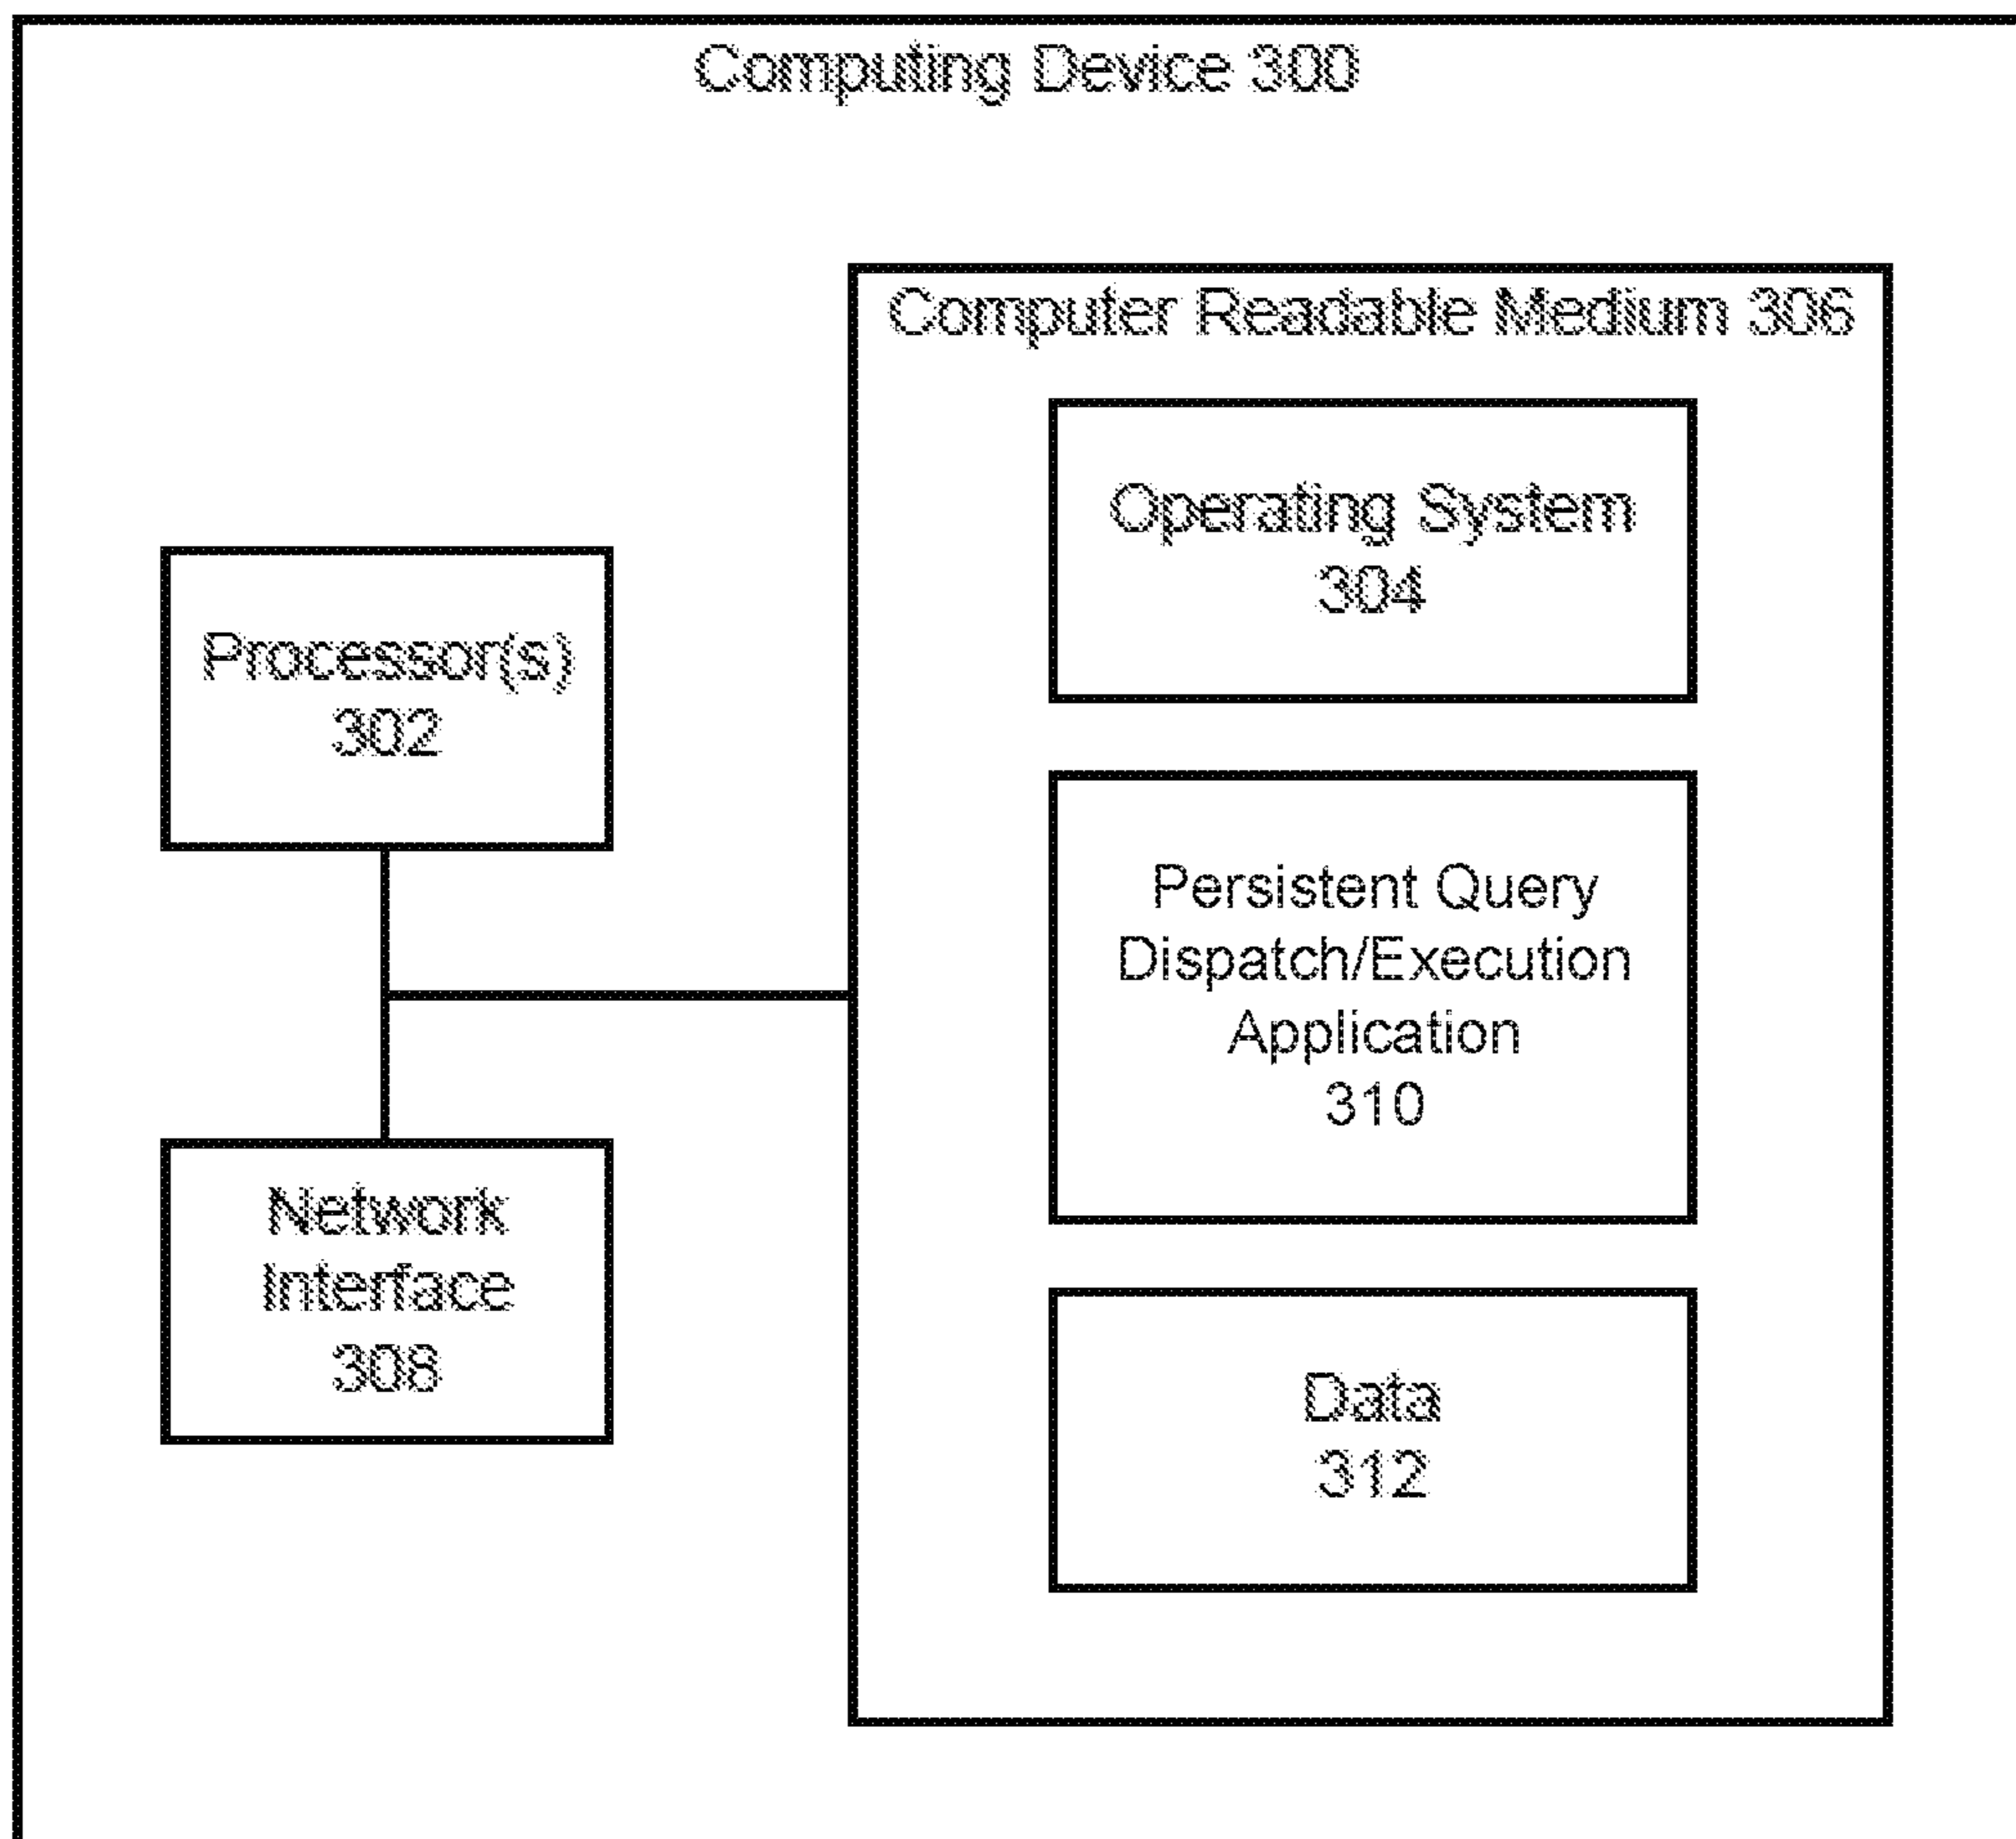 Computing Device 300
Computer Readable Medium 306
Operating System
304
Processor(s)
302
Persistent Query
Dispatch/Execution
Application
310
Network
Interface
308
Data
312